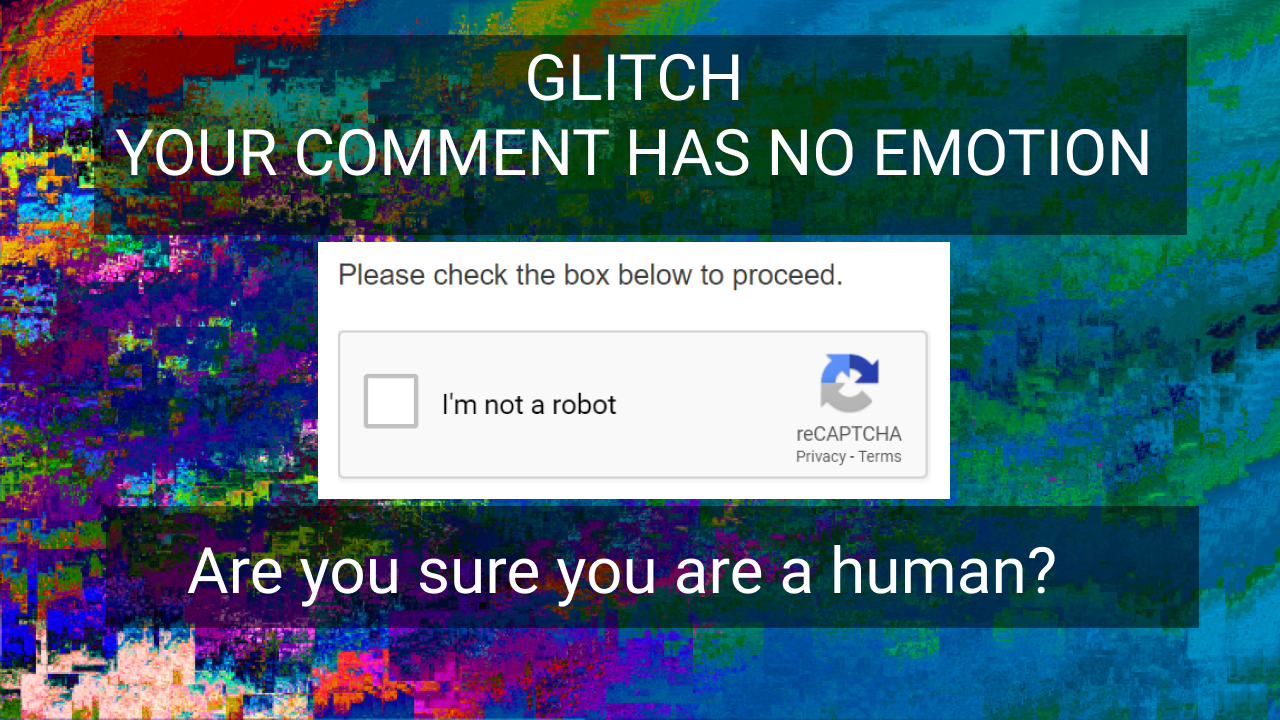 GLITCH
YOUR COMMENT HAS NO EMOTION
Please check the box below to proceed.
I'm not a robot
reCAPTCHA
Privacy - Terms
Are you sure you are a human?